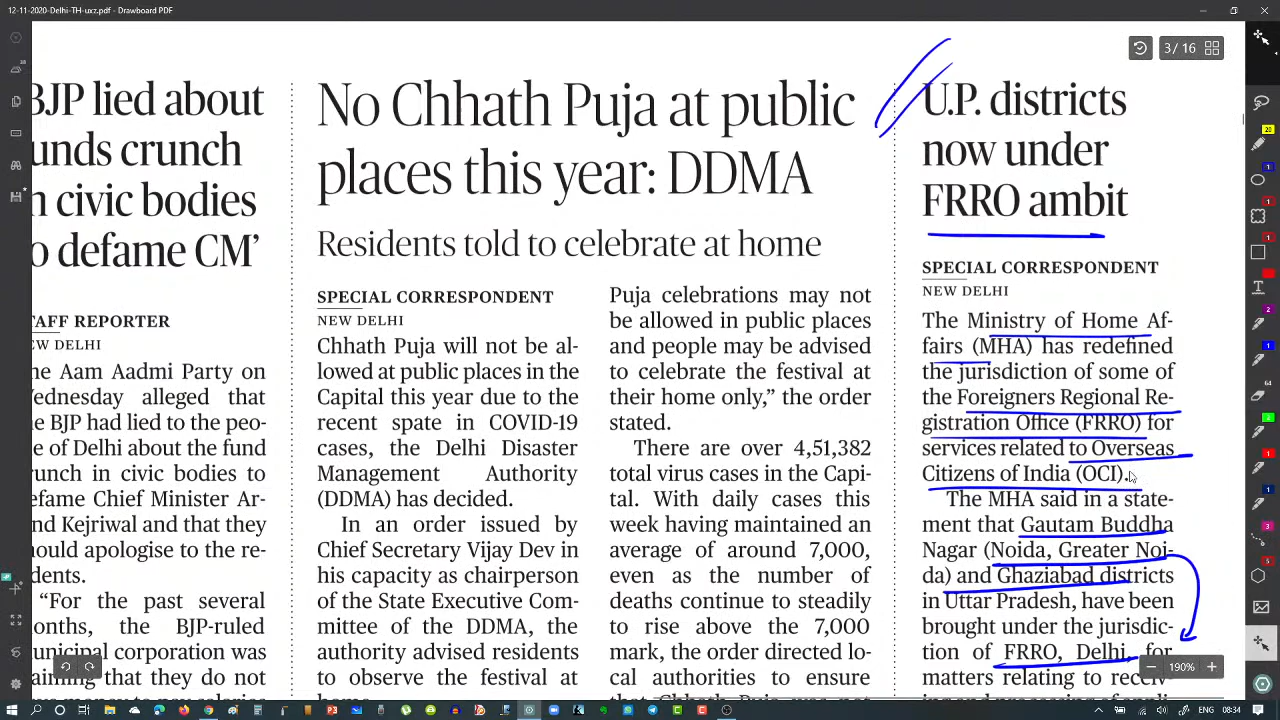 12-11-2020-Delhi-TH-uxz.pdf - Drawboard PDF
3/16
BJP lied about
unds crunch
n civic bodies
o defame CM’
TAFF REPORTER
EW DELHI
he Aam Aadmi Party on
Wednesday alleged that
e BJP had lied to the peo-
e of Delhi about the fund
runch in civic bodies to
efame Chief Minister Ar-
nd Kejriwal and that they
hould apologise to the re-
dents.
“For the past several
onths, the BJP-ruled
unicipal corporation was
aiming that they do not
No Chhath Puja at public
places this year: DDMA
Residents told to celebrate at home
SPECIAL CORRESPONDENT
NEW DELHI
Chhath Puja will not be al-
lowed at public places in the
Capital this year due to the
recent spate in COVID-19
cases, the Delhi Disaster
Management Authority
(DDMA) has decided.
In an order issued by
Chief Secretary Vijay Dev in
his capacity as chairperson
of the State Executive Com-
mittee of the DDMA, the
authority advised residents
to observe the festival at
home.
Puja celebrations may not
be allowed in public places
and people may be advised
to celebrate the festival at
their home only,” the order
stated.
There are over 4,51,382
total virus cases in the Capi-
tal. With daily cases this
week having maintained an
average of around 7,000,
even as the number of
deaths continue to steadily
to rise above the 7,000
mark, the order directed lo-
cal authorities to ensure
that Chhath Puja was not
U.P. districts
now under
FRRO ambit
SPECIAL CORRESPONDENT
NEW DELHI
The Ministry of Home Af-
fairs (MHA) has redefined
the jurisdiction of some of
the Foreigners Regional Re-
gistration Office (FRRO) for
services related to Overseas
Citizens of India (OCI).
The MHA said in a state-
ment that Gautam Buddha
Nagar (Noida, Greater Noi-
da) and Ghaziabad districts
in Uttar Pradesh, have been
brought under the jurisdic-
tion of FRRO, Delhi, for
matters relating to receiv-
190%
ENG 08:34